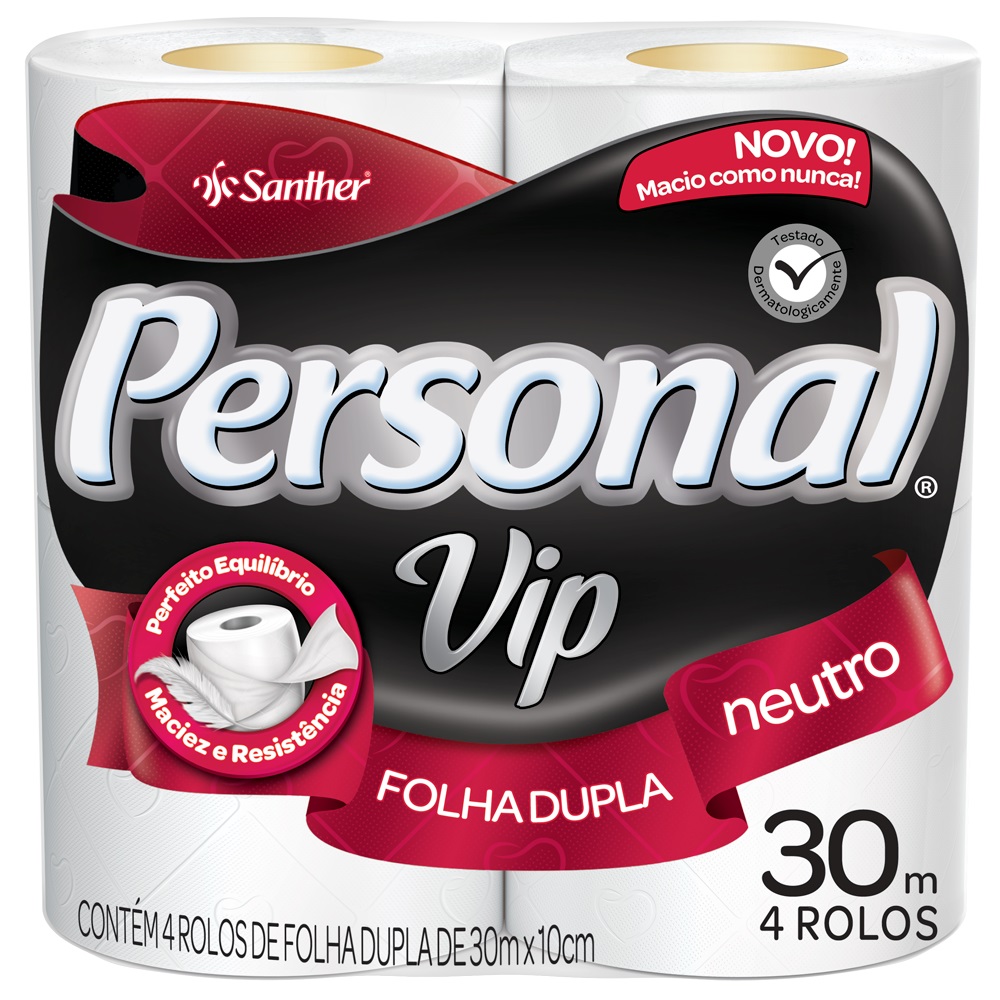 Santher®
NOVO!
Macio como nunca!
Testado
Dermatologicamente
Personal®
Vip
Perfeito Equilíbrio
Maciez e Resistência
neutro
FOLHA DUPLA
30m
4 ROLOS
CONTÉM 4 ROLOS DE FOLHA DUPLA DE 30m x 10cm